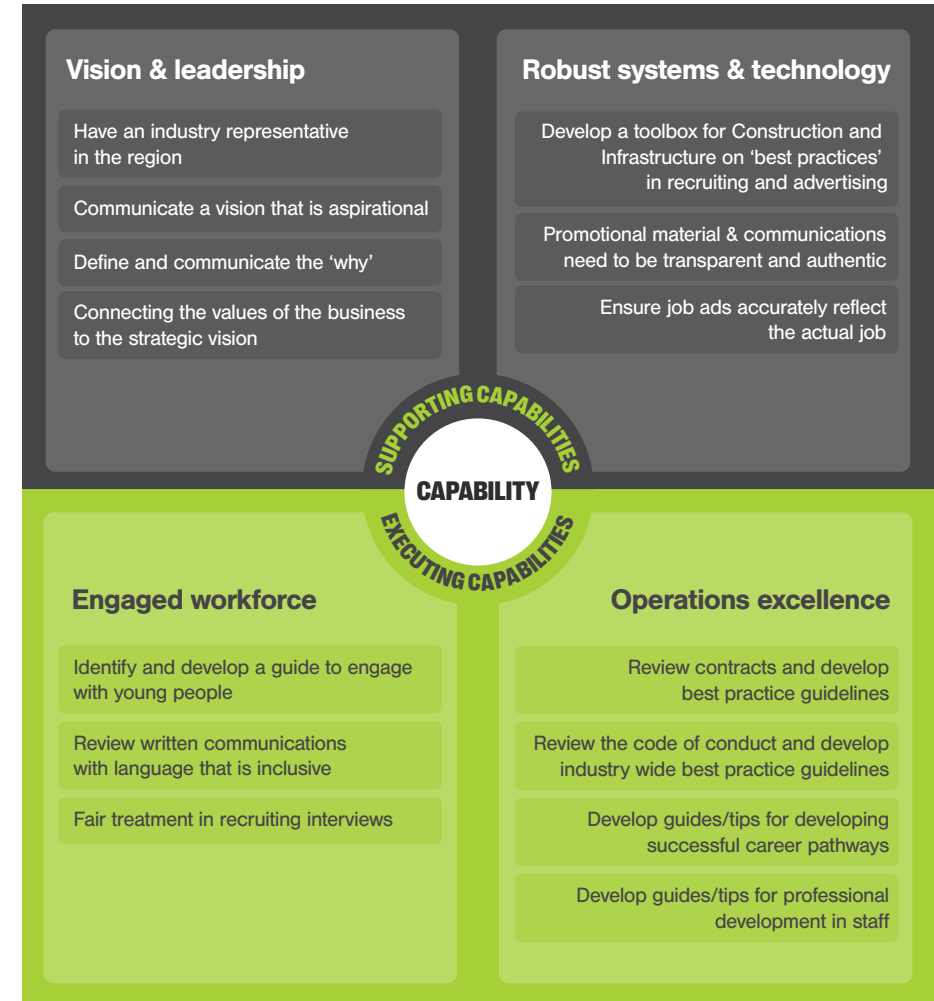 Vision & leadership
Have an industry representative
in the region
Communicate a vision that is aspirational
Define and communicate the ‘why’
Connecting the values of the business
to the strategic vision
Robust systems & technology
Develop a toolbox for Construction and
Infrastructure on ‘best practices’
in recruiting and advertising
Promotional material & communications
need to be transparent and authentic
Ensure job ads accurately reflect
the actual job
SUPPORTING CAPABILITIES
CAPABILITY
EXECUTING CAPABILITIES
Engaged workforce
Identify and develop a guide to engage
with young people
Review written communications
with language that is inclusive
Fair treatment in recruiting interviews
Operations excellence
Review contracts and develop
best practice guidelines
Review the code of conduct and develop
industry wide best practice guidelines
Develop guides/tips for developing
successful career pathways
Develop guides/tips for professional
development in staff